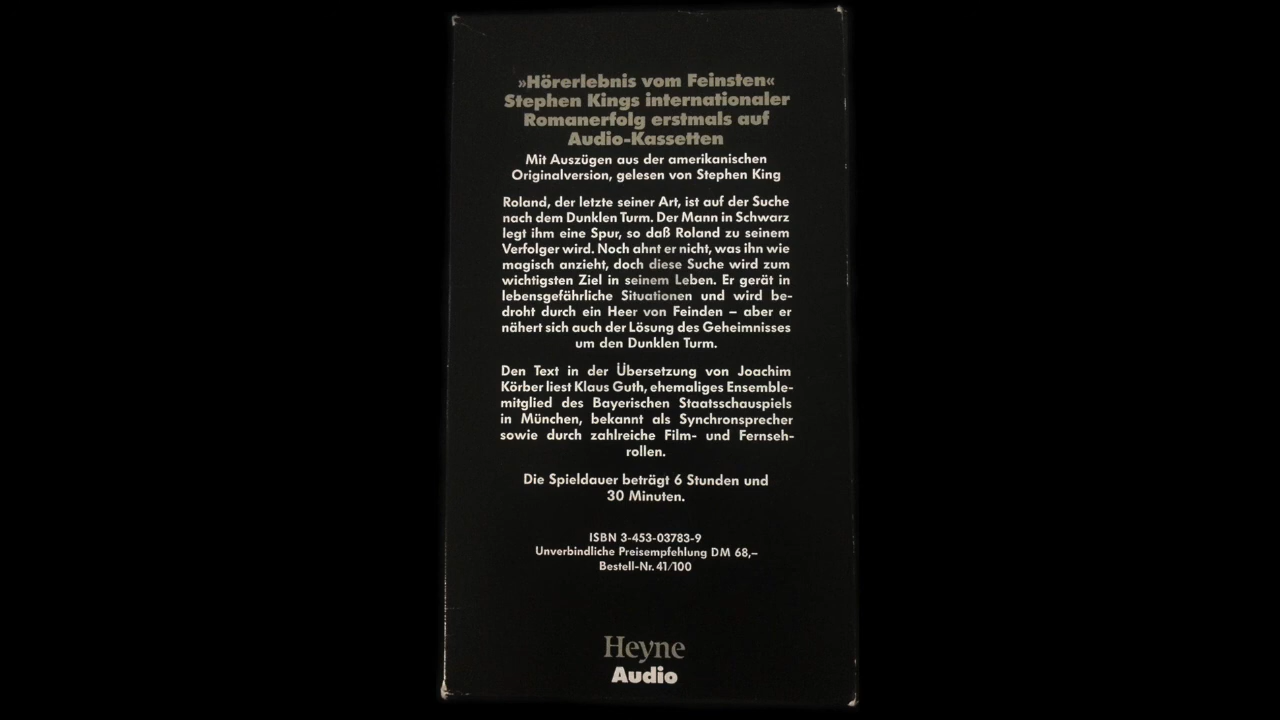 »Hörerlebnis vom Feinsten«
Stephen Kings internationaler
Romanerfolg erstmals auf
Audio-Kassetten
Mit Auszügen aus der amerikanischen
Originalversion, gelesen von Stephen King
Roland, der letzte seiner Art, ist auf der Suche
nach dem Dunklen Turm. Der Mann in Schwarz
legt ihm eine Spur, so daß Roland zu seinem
Verfolger wird. Noch ahnt er nicht, was ihn wie
magisch anzieht, doch diese Suche wird zum
wichtigsten Ziel in seinem Leben. Er gerät in
lebensgefährliche Situationen und wird be-
droht durch ein Heer von Feinden – aber er
nähert sich auch der Lösung des Geheimnisses
um den Dunklen Turm.
Den Text in der Übersetzung von Joachim
Körber liest Klaus Guth, ehemaliges Ensemble-
mitglied des Bayerischen Staatsschauspiels
in München, bekannt als Synchronsprecher
sowie durch zahlreiche Film- und Fernseh-
rollen.
Die Spieldauer beträgt 6 Stunden und
30 Minuten.
ISBN 3-453-03783-9
Unverbindliche Preisempfehlung DM 68,–
Bestell-Nr. 41/100
Heyne
Audio